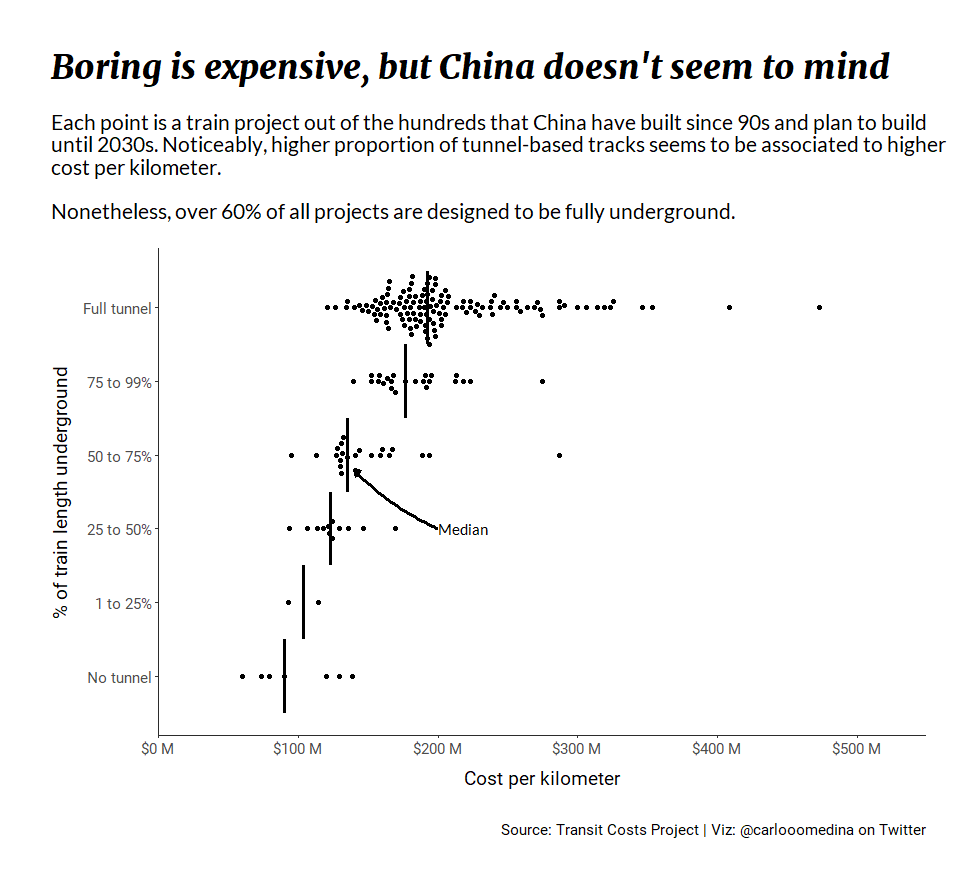 Boring is expensive, but China doesn't seem to mind
Each point is a train project out of the hundreds that China have built since 90s and plan to build
until 2030s. Noticeably, higher proportion of tunnel-based tracks seems to be associated to higher
cost per kilometer.
Nonetheless, over 60% of all projects are designed to be fully underground.
% of train length underground
Full tunnel
75 to 99%
50 to 75%
25 to 50%
Median
1 to 25%
No tunnel
$0 M $100 M $200 M $300 M $400 M $500 M
Cost per kilometer
Source: Transit Costs Project | Viz: @carlooomedina on Twitter